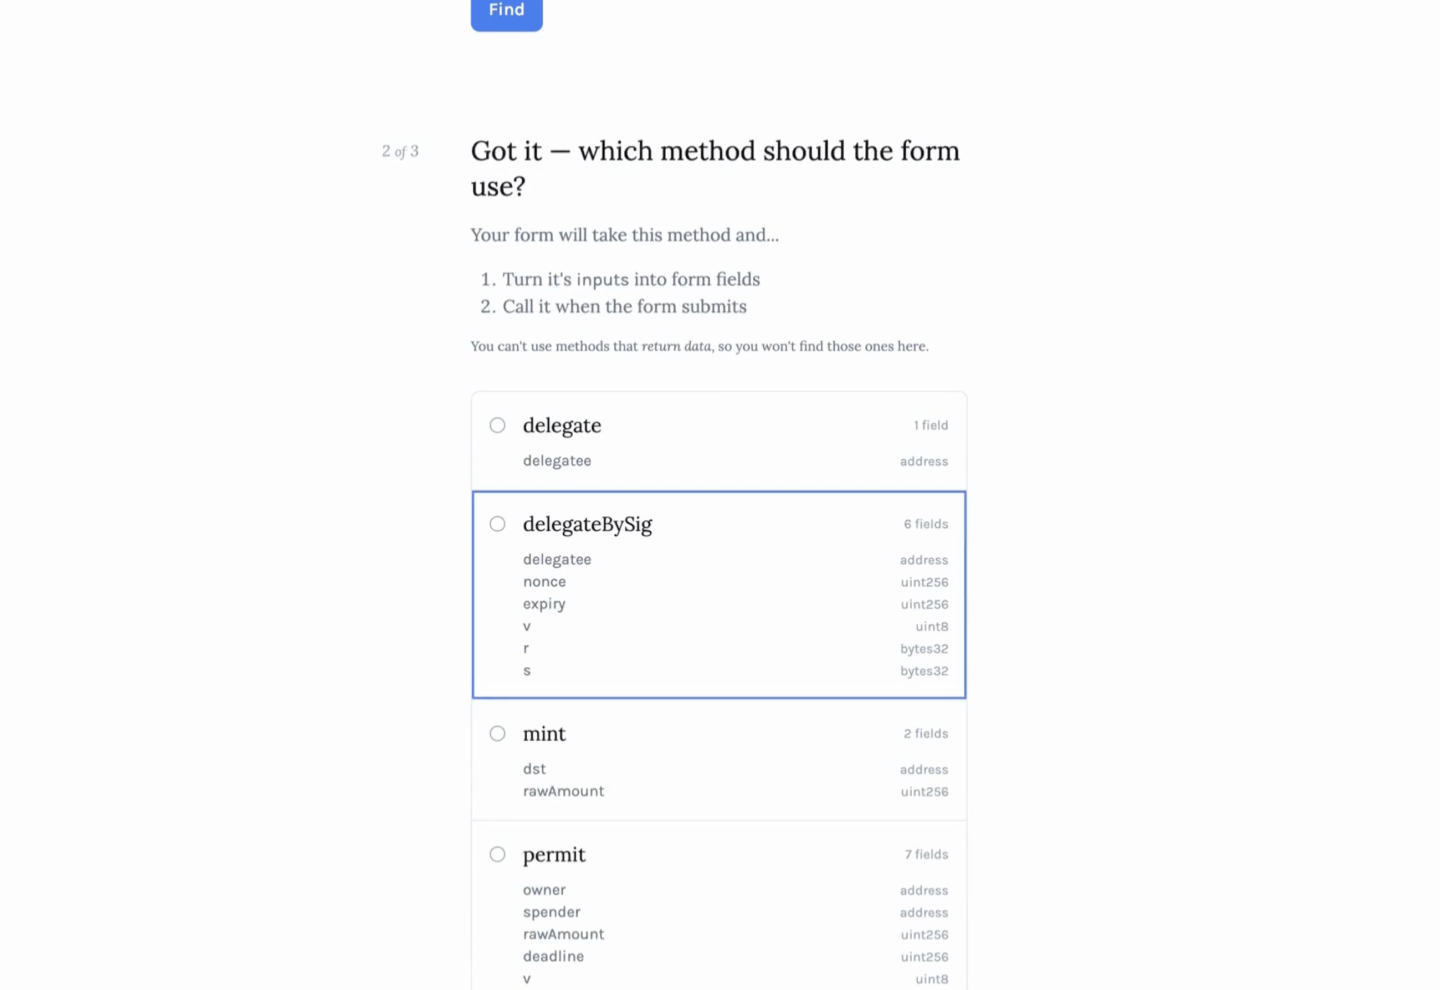 Find
2 of 3
Got it — which method should the form
use?
Your form will take this method and...
1. Turn it's inputs into form fields
2. Call it when the form submits
You can't use methods that return data, so you won't find those ones here.
delegate 1 field
delegatee address
delegateBySig 6 fields
delegatee address
nonce uint256
expiry uint256
v uint8
r bytes32
s bytes32
mint 2 fields
dst address
rawAmount uint256
permit 7 fields
owner address
spender address
rawAmount uint256
deadline uint256
v uint8